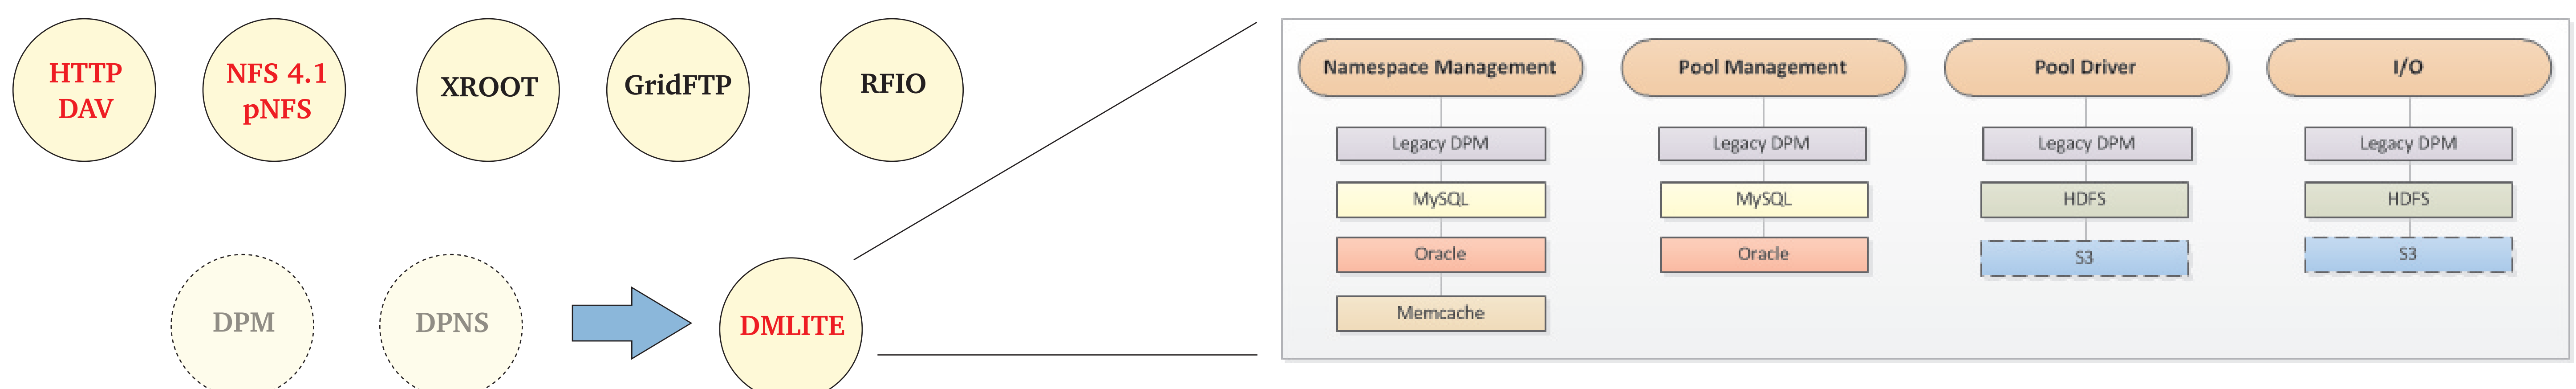 HTTP
DAV
NFS 4.1
pNFS
XROOT
GridFTP
RFIO
DPM
DPNS
DMLITE
Namespace Management
Legacy DPM
MySQL
Oracle
Memcache
Pool Management
Legacy DPM
MySQL
Oracle
Pool Driver
Legacy DPM
HDFS
S3
I/O
Legacy DPM
HDFS
S3